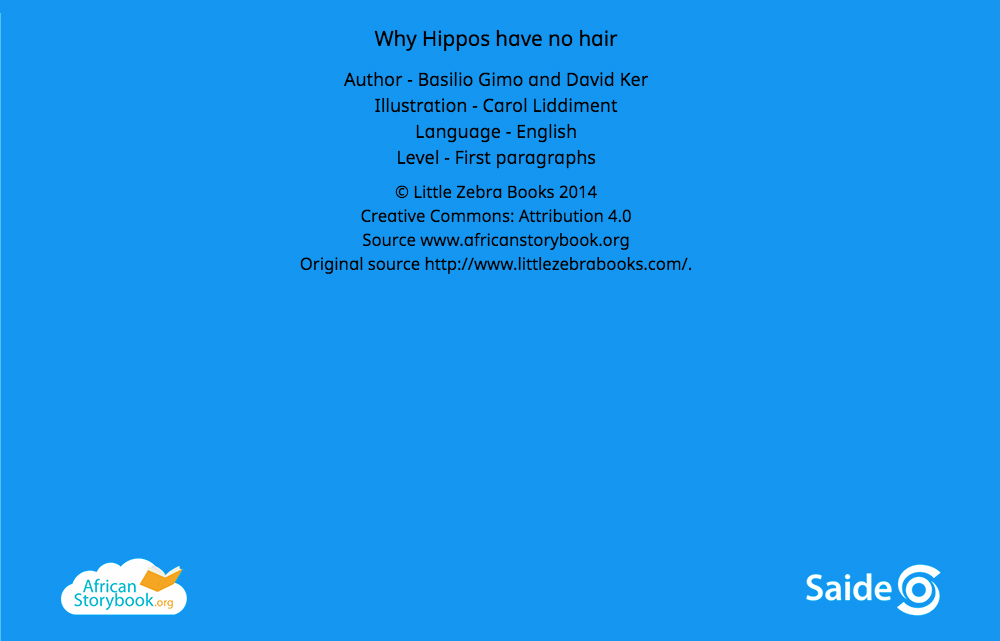 Why Hippos have no hair
Author - Basilio Gimo and David Ker
Illustration - Carol Liddiment
Language - English
Level - First paragraphs
© Little Zebra Books 2014
Creative Commons: Attribution 4.0
Source www.africanstorybook.org
Original source http://www.littlezebrabooks.com/.
African
Storybook.org
Saide